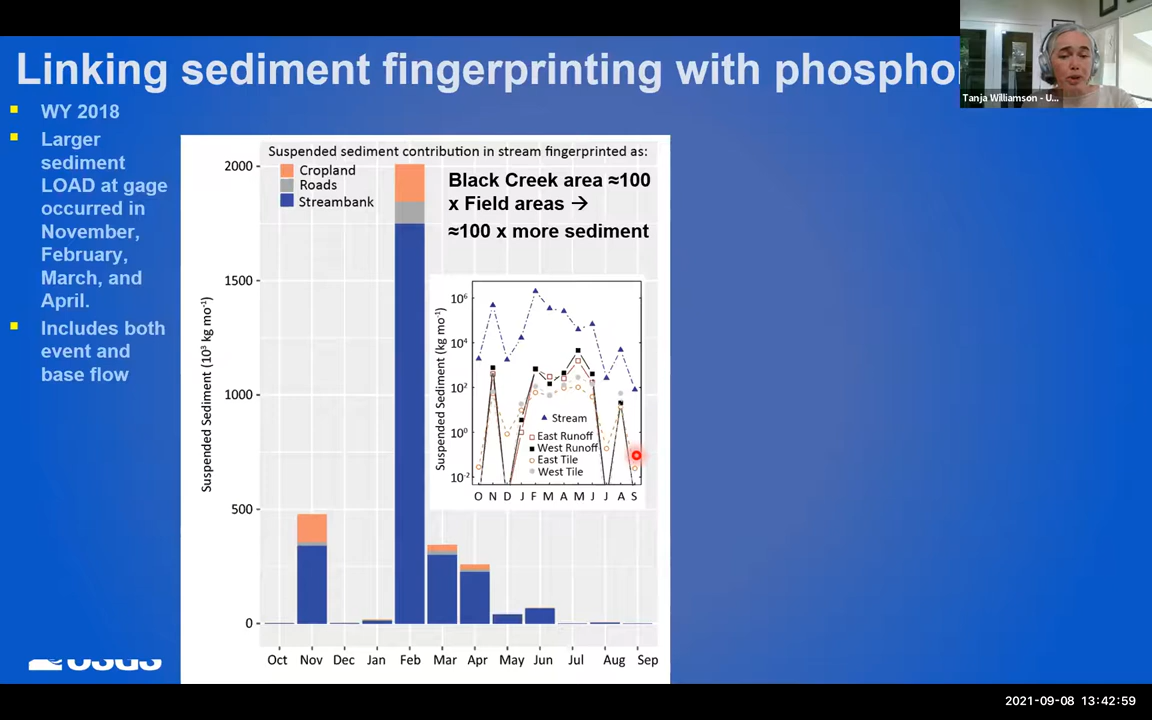 Linking sediment fingerprinting with phospho
Tanja Williamson - U...
WY 2018
Larger
sediment
LOAD at gage
occurred in
November,
February,
March, and
April.
Includes both
event and
base flow
Suspended sediment contribution in stream fingerprinted as:
Cropland
Roads
Streambank
Black Creek area ≈100
x Field areas →
≈100 x more sediment
Suspended Sediment (10³ kg mo⁻¹)
2000
1500
1000
500
0
Oct Nov Dec Jan Feb Mar Apr May Jun Jul Aug Sep
Suspended Sediment (kg mo⁻¹)
10⁶
10⁴
10²
10⁰
10⁻²
Stream
East Runoff
West Runoff
East Tile
West Tile
O N D J F M A M J J A S
USGS
2021-09-08 13:42:59